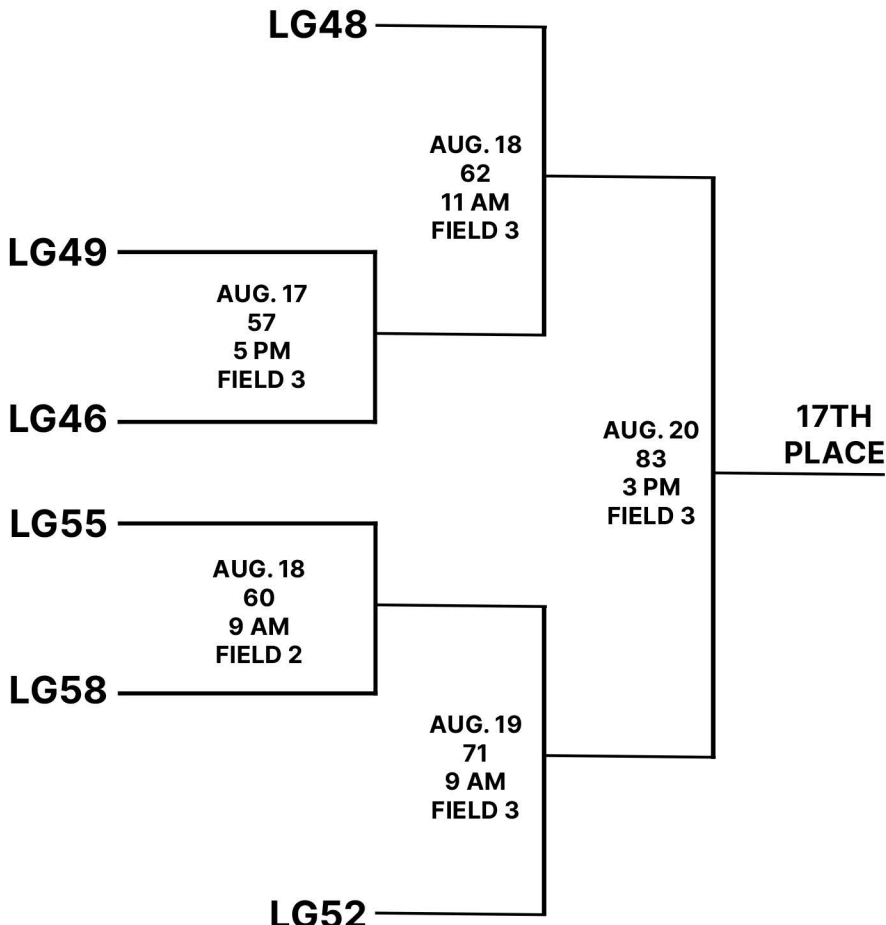 LG48
AUG. 18
62
11 AM
FIELD 3
LG49
AUG. 17
57
5 PM
FIELD 3
LG46
17TH
PLACE
AUG. 20
83
3 PM
FIELD 3
LG55
AUG. 18
60
9 AM
FIELD 2
LG58
AUG. 19
71
9 AM
FIELD 3
LG52